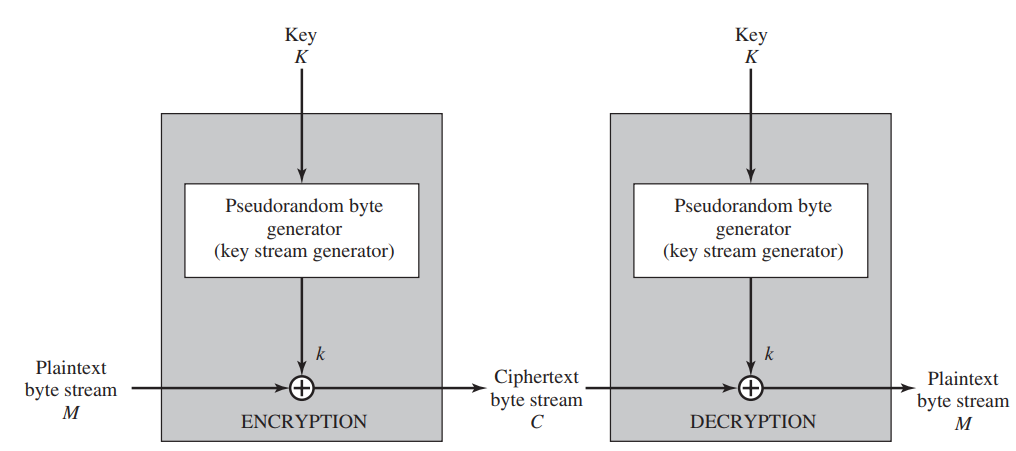 Key
K
Key
K
Pseudorandom byte
generator
(key stream generator)
Pseudorandom byte
generator
(key stream generator)
k
k
Plaintext
byte stream
M
Ciphertext
byte stream
C
Plaintext
byte stream
M
ENCRYPTION
DECRYPTION